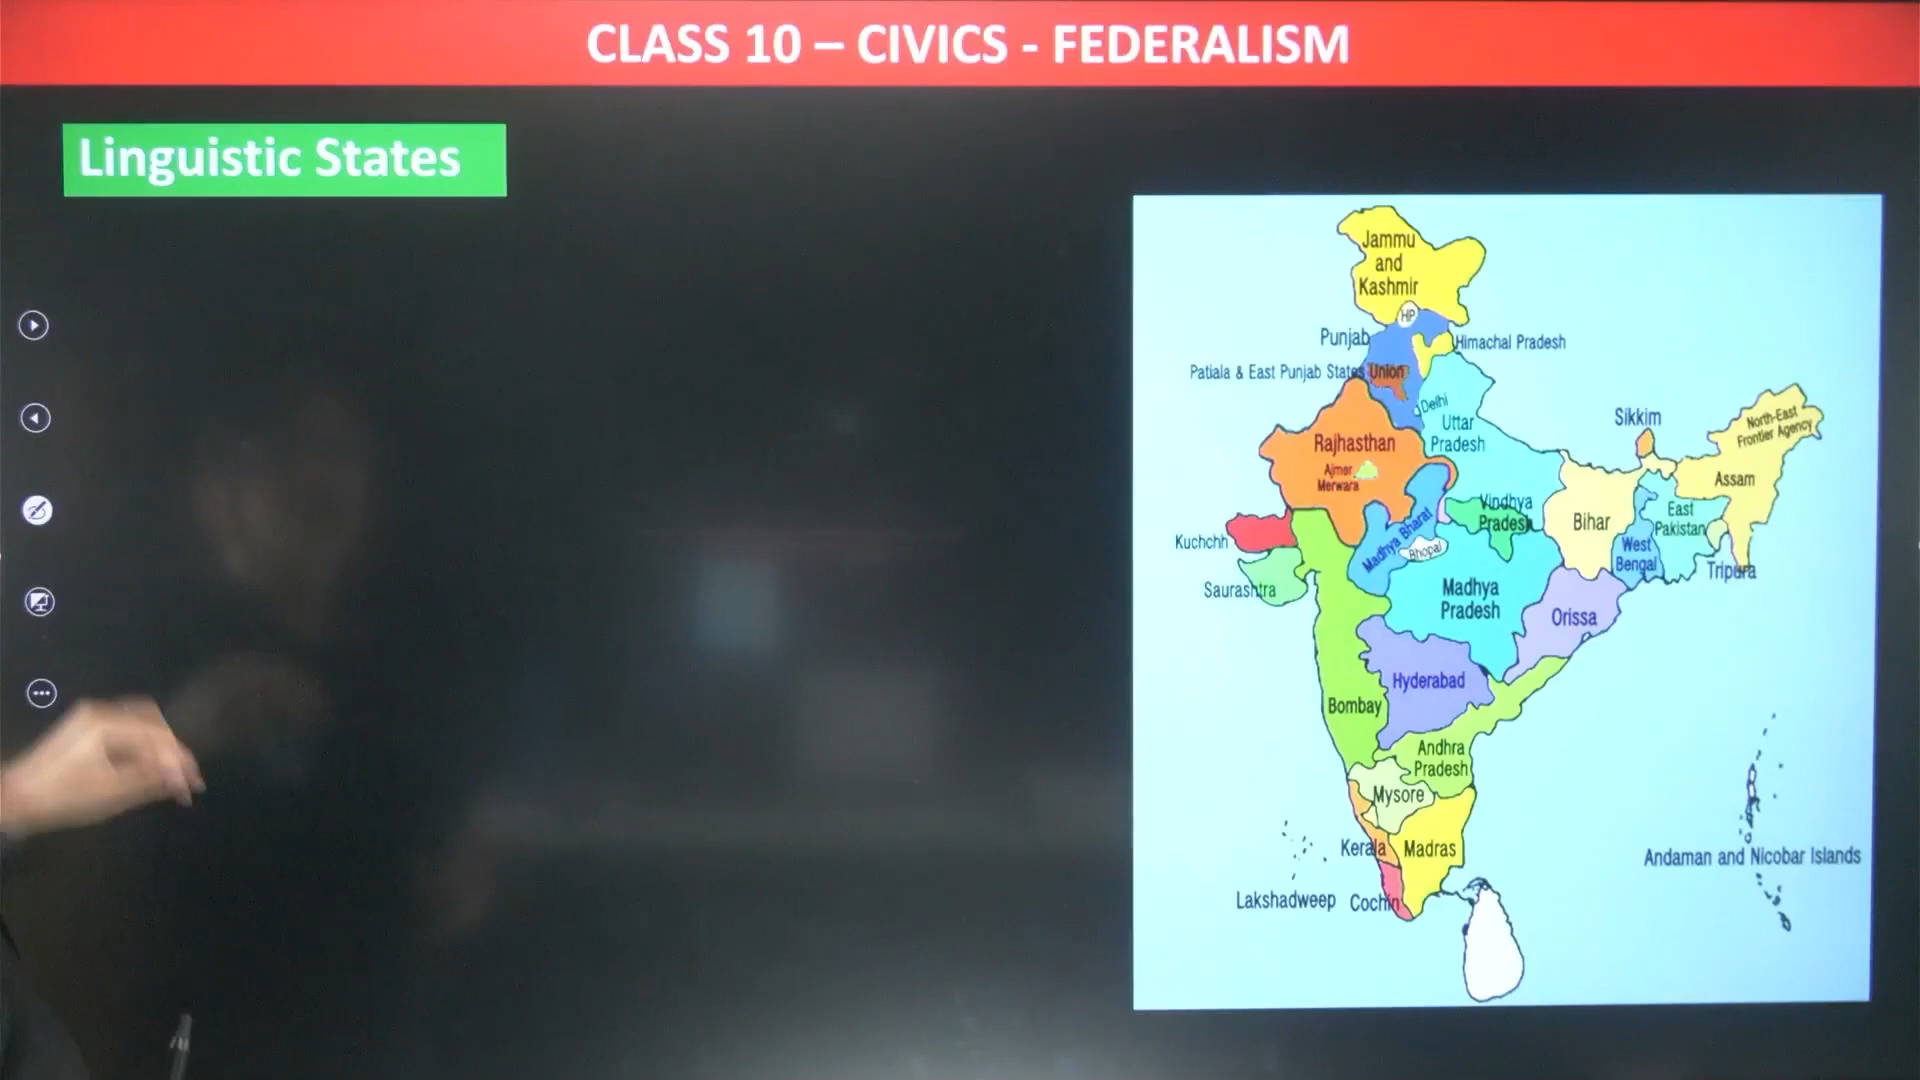 CLASS 10 – CIVICS - FEDERALISM
Linguistic States
Jammu
and
Kashmir
HP
Punjab
Himachal Pradesh
Patiala & East Punjab States Union
Delhi
Uttar
Pradesh
Sikkim
North-East
Frontier Agency
Rajhasthan
Ajmer
Merwara
Assam
Vindhya
Pradesh
Bihar
East
Pakistan
Kuchchh
Madhya Bharat
Bhopal
West
Bengal
Tripura
Saurashtra
Madhya
Pradesh
Orissa
Hyderabad
Bombay
Andhra
Pradesh
Mysore
Kerala
Madras
Andaman and Nicobar Islands
Lakshadweep
Cochin